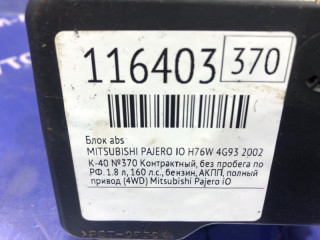 116403 370
Блок abs
MITSUBISHI PAJERO IO H76W 4G93 2002
К-40 №370 Контрактный, без пробега по
РФ. 1.8 л, 160 л.с., бензин, АКПП, полный
привод (4WD) Mitsubishi Pajero iO